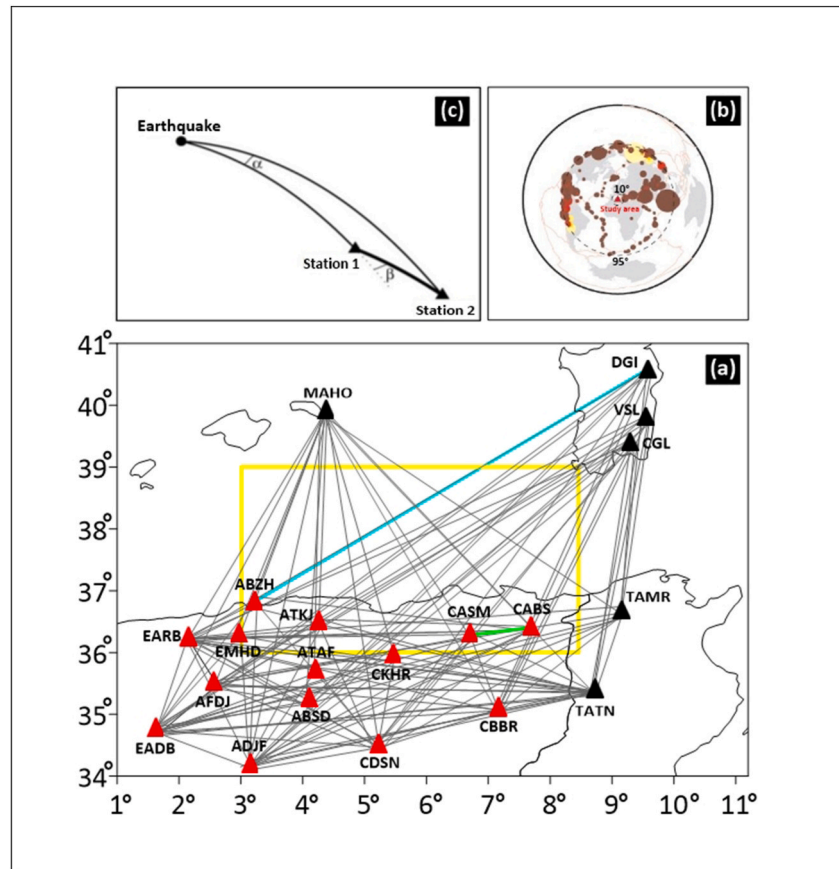 (c)
Earthquake
α
Station 1
β
Station 2
(b)
10°
Study area
95°
(a)
41°
40°
39°
38°
37°
36°
35°
34°
DGI
MAHO
VSL
CGL
ABZH
TAMR
ATKJ
CASM
CABS
EARB
EMHD
ATAF
CKHR
AFDJ
ABSD
TATN
CBBR
EADB
ADJF
CDSN
1° 2° 3° 4° 5° 6° 7° 8° 9° 10° 11°